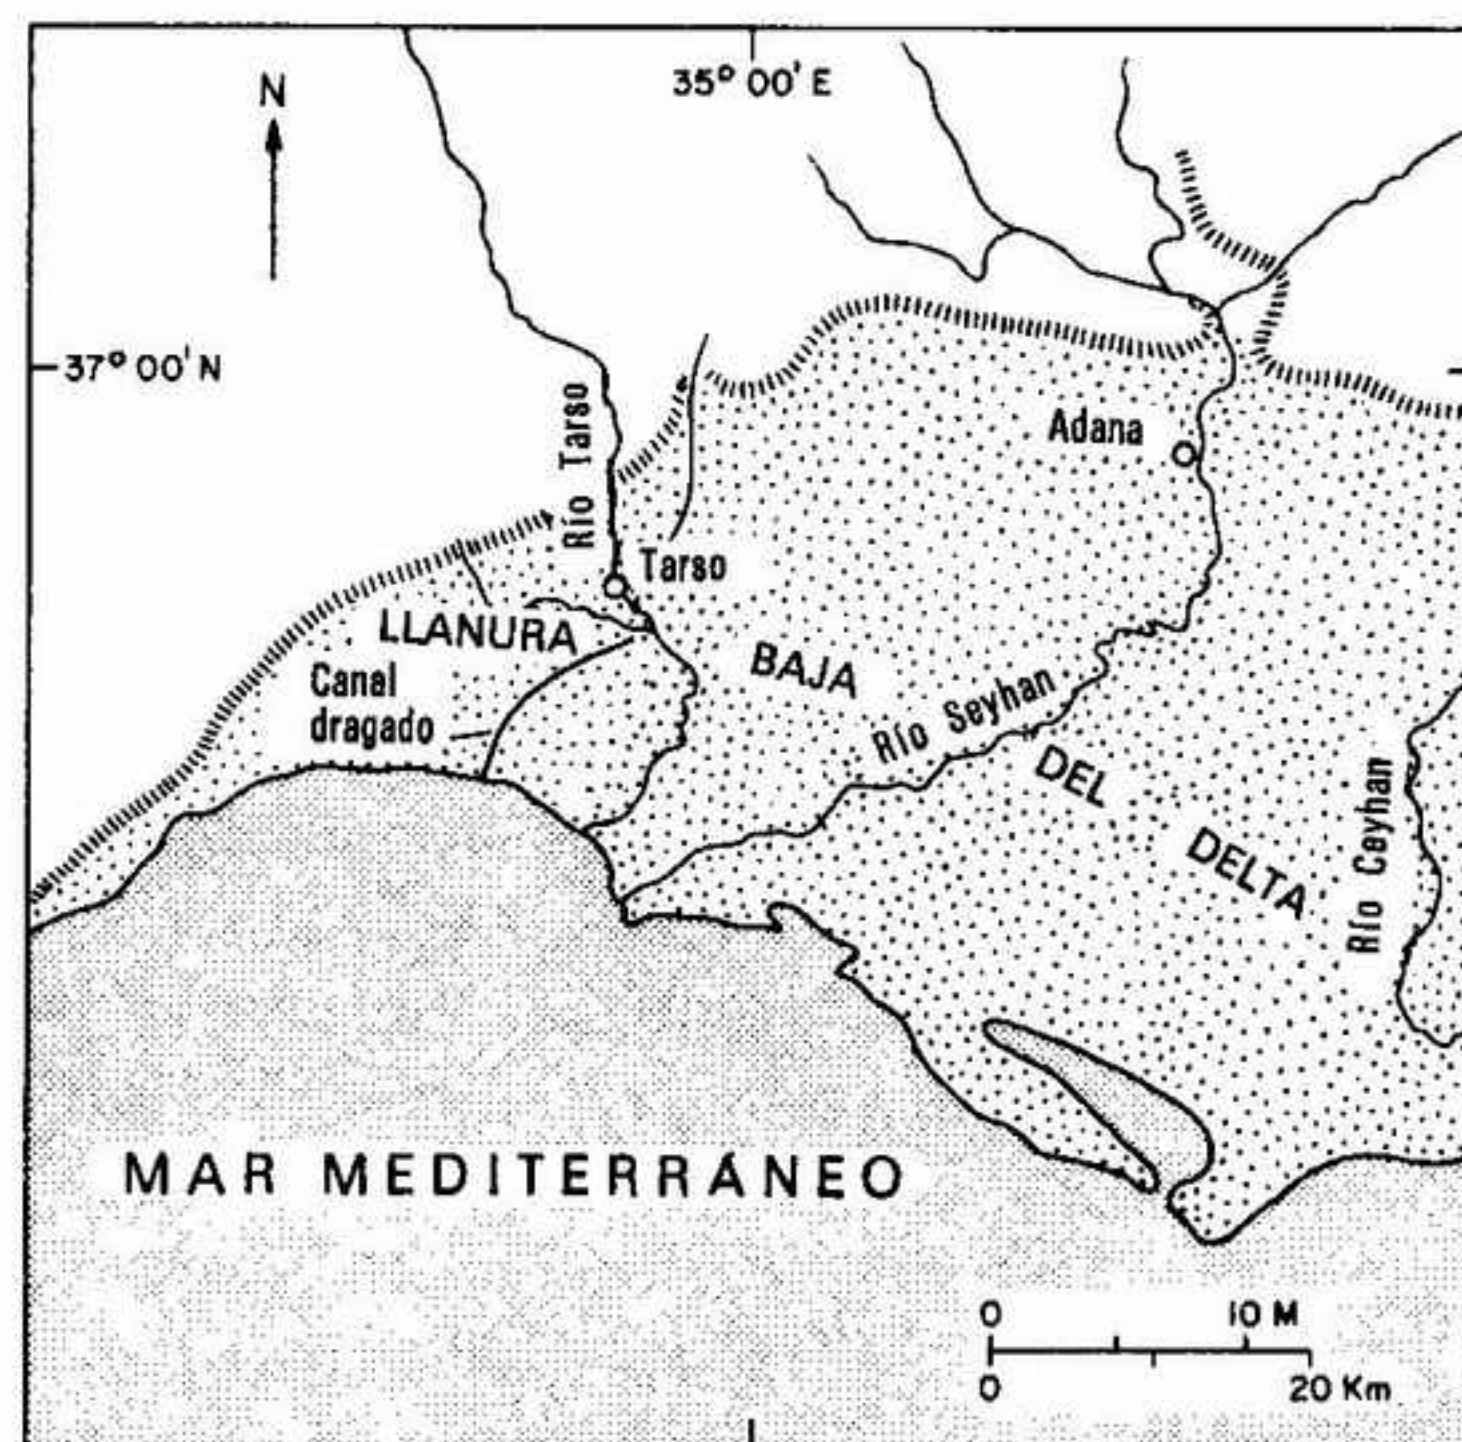 N
35° 00' E
37° 00' N
Río Tarso
Adana
Tarso
LLANURA
BAJA
Canal
dragado
Río Seyhan
DEL
DELTA
Río Ceyhan
MAR MEDITERRÁNEO
0 10 M
0 20 Km